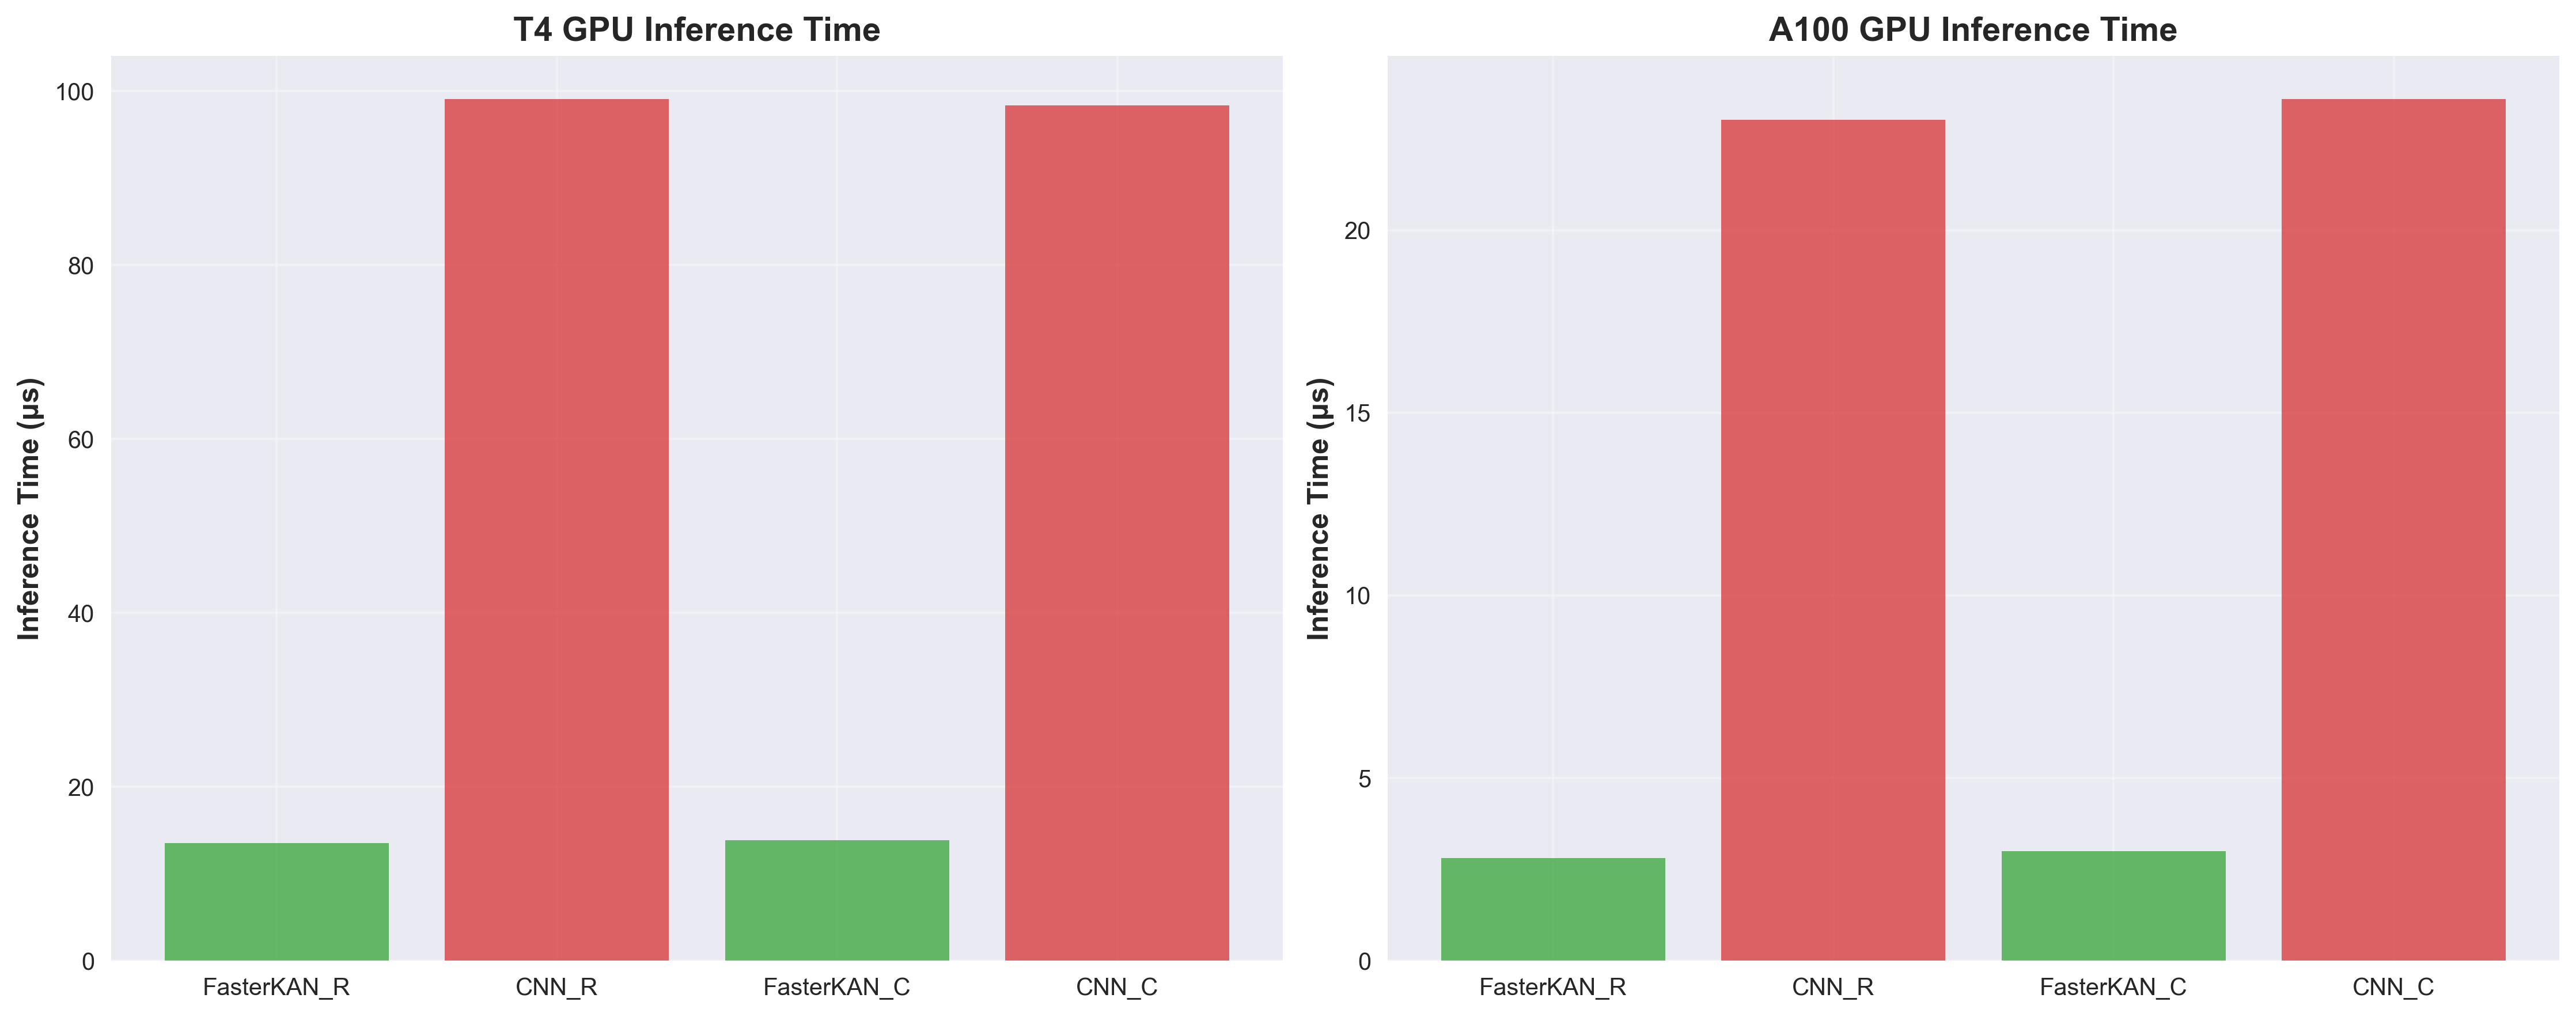 T4 GPU Inference Time
Inference Time (µs)
100
80
60
40
20
0
FasterKAN_R
CNN_R
FasterKAN_C
CNN_C
A100 GPU Inference Time
Inference Time (µs)
20
15
10
5
0
FasterKAN_R
CNN_R
FasterKAN_C
CNN_C